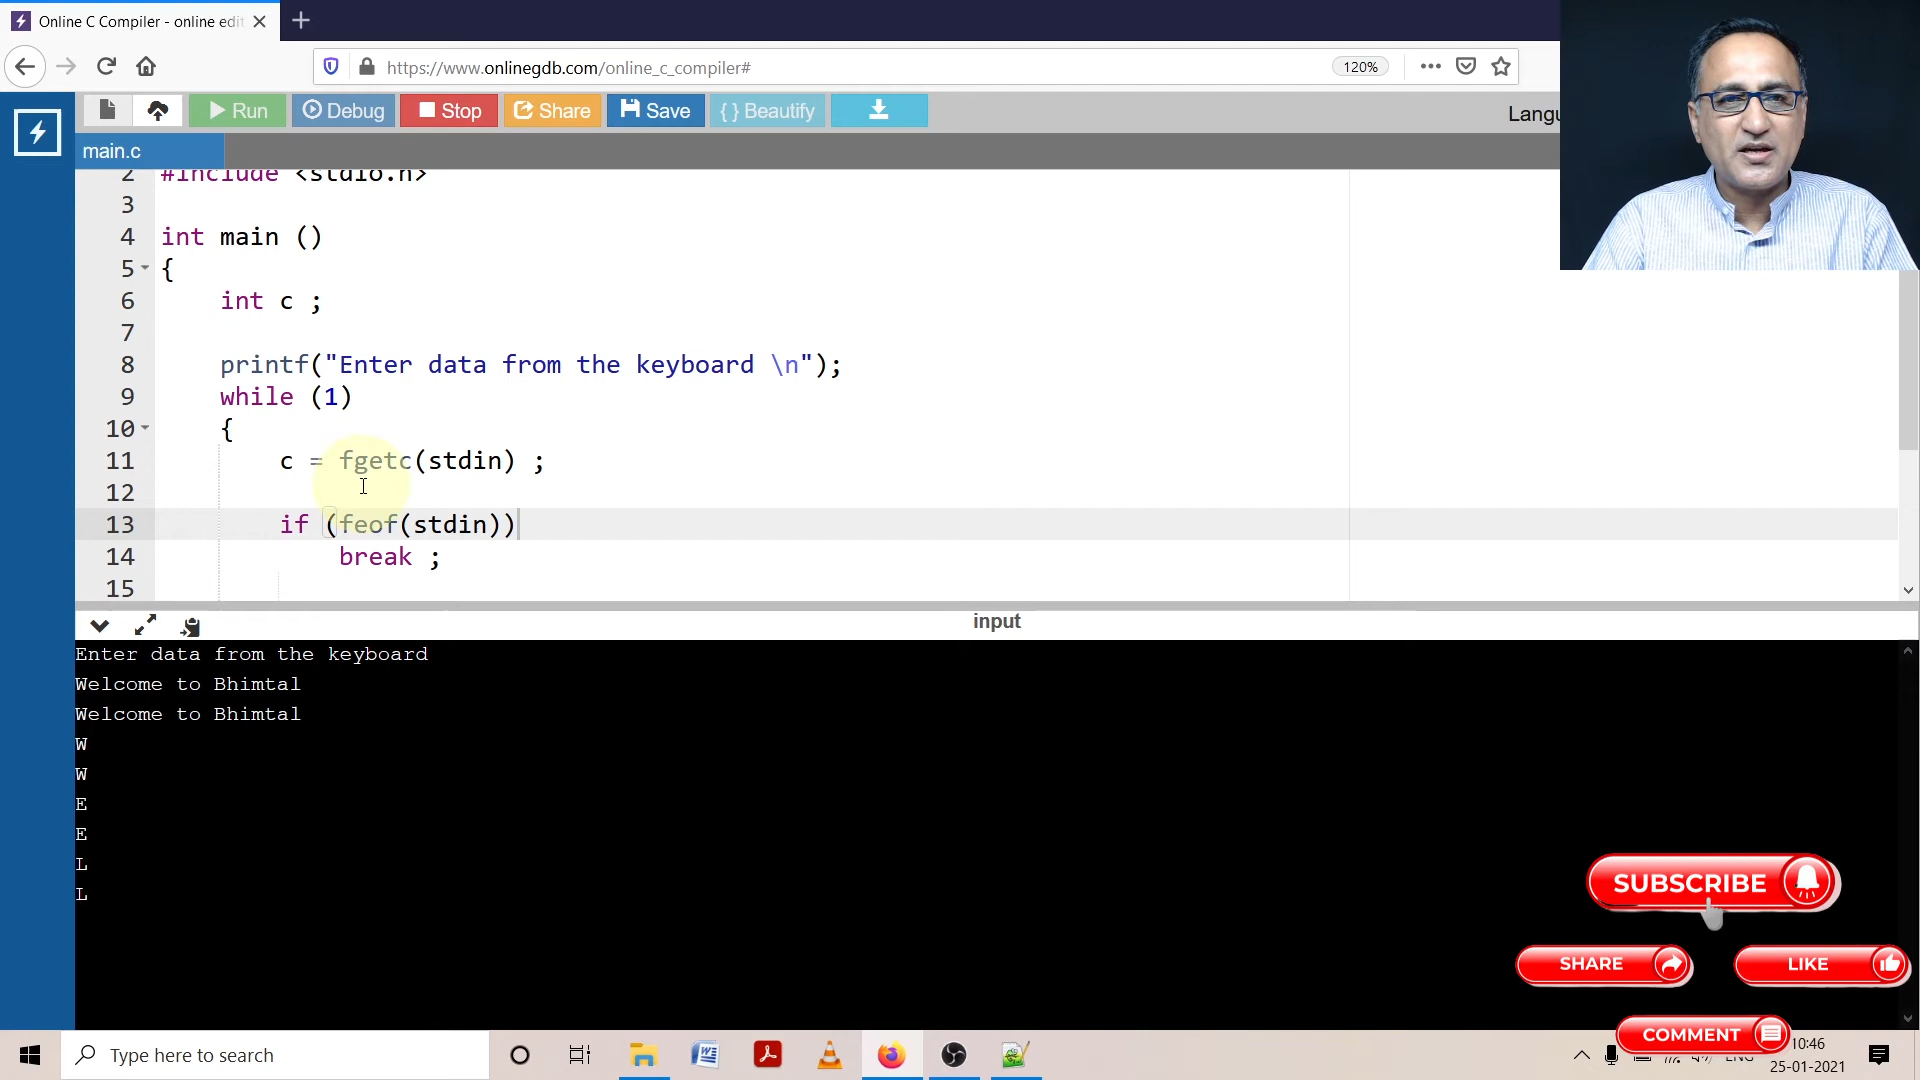 Online C Compiler - online edit
https://www.onlinegdb.com/online_c_compiler#
120%
Run
Debug
Stop
Share
Save
{ } Beautify
Langu
main.c
2 #include <stdio.h>
3
4 int main ()
5 {
6 int c ;
7
8 printf("Enter data from the keyboard \n");
9 while (1)
10 {
11 c = fgetc(stdin) ;
12
13 if (feof(stdin))
14 break ;
15
input
Enter data from the keyboard
Welcome to Bhimtal
Welcome to Bhimtal
W
W
E
E
L
L
SUBSCRIBE
SHARE
LIKE
COMMENT
Type here to search
ENG
10:46
25-01-2021